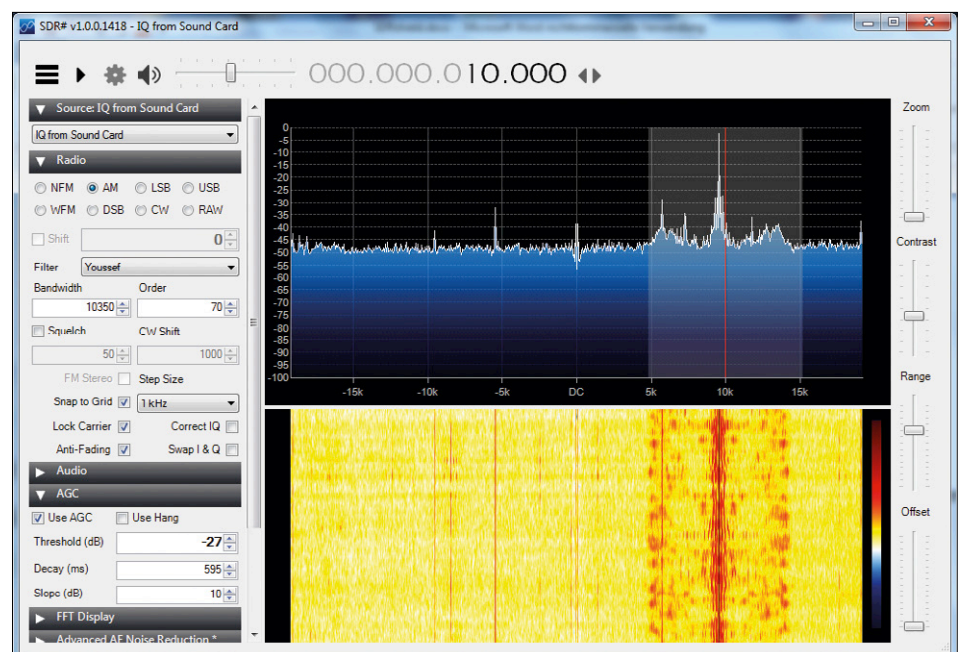 SDR# v1.0.0.1418 - IQ from Sound Card
000.000.010.000
Source: IQ from Sound Card
IQ from Sound Card
Radio
NFM AM LSB USB
WFM DSB CW RAW
Shift 0
Filter Youssef
Bandwidth Order
10350 70
Squelch CW Shift
50 1000
FM Stereo Step Size
Snap to Grid 1 kHz
Lock Carrier Correct IQ
Anti-Fading Swap I & Q
Audio
AGC
Use AGC Use Hang
Threshold (dB) -27
Decay (ms) 595
Slope (dB) 10
FFT Display
Advanced AF Noise Reduction *
0
-5
-10
-15
-20
-25
-30
-35
-40
-45
-50
-55
-60
-65
-70
-75
-80
-85
-90
-95
-100
-15k -10k -5k DC 5k 10k 15k
Zoom
Contrast
Range
Offset